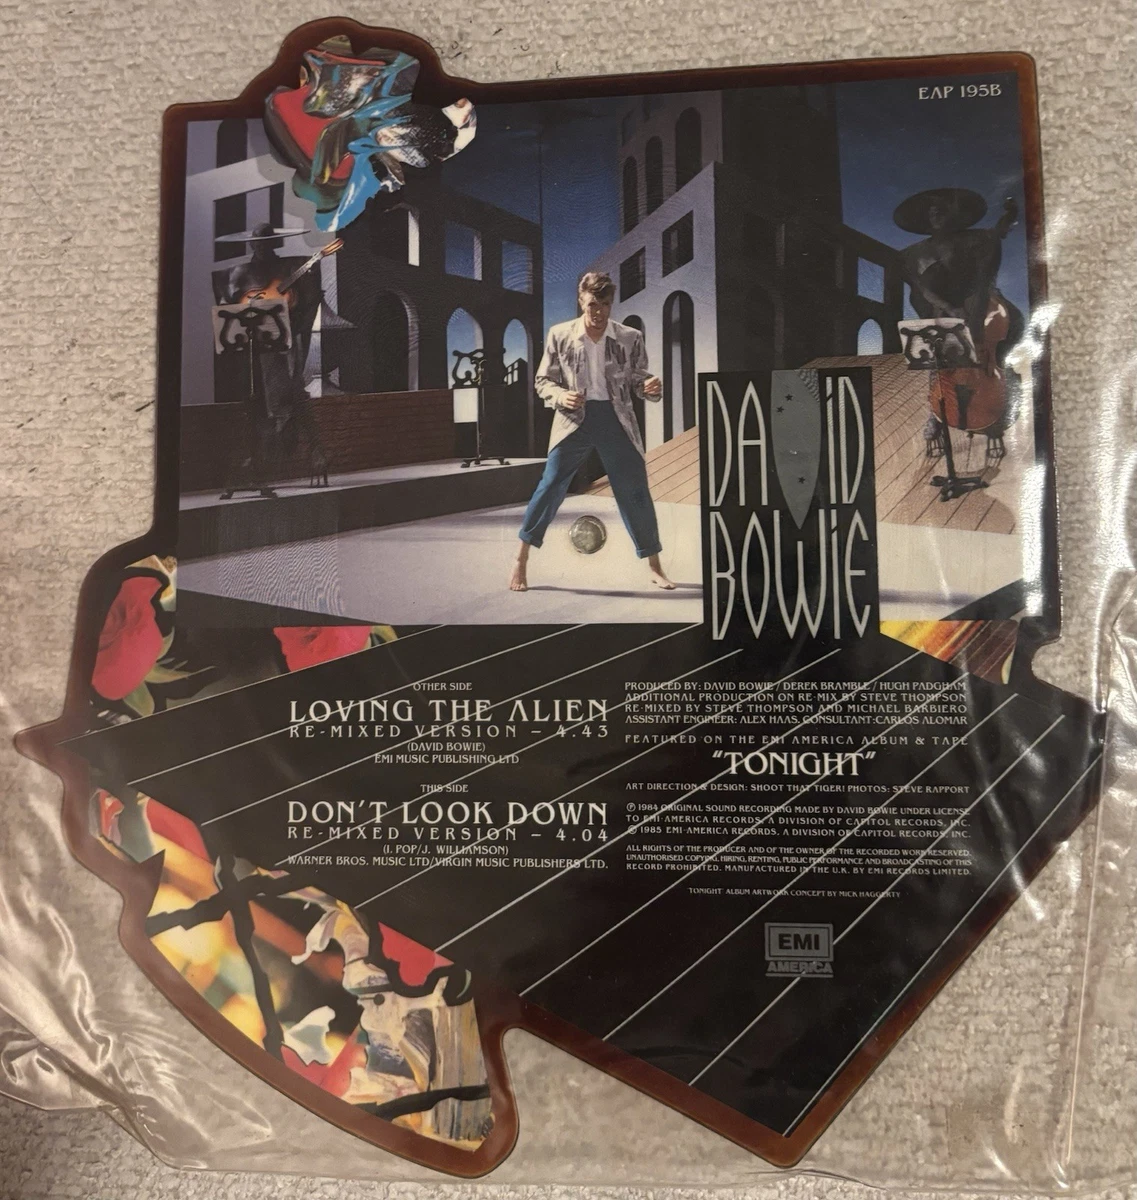 EAP 195B
DAVID
BOWIE
OTHER SIDE
LOVING THE ALIEN
RE-MIXED VERSION – 4.43
(DAVID BOWIE)
EMI MUSIC PUBLISHING LTD
THIS SIDE
DON'T LOOK DOWN
RE-MIXED VERSION – 4.04
(I. POP/J. WILLIAMSON)
WARNER BROS. MUSIC LTD/VIRGIN MUSIC PUBLISHERS LTD.
PRODUCED BY: DAVID BOWIE / DEREK BRAMBLE / HUGH PADGHAM
ADDITIONAL PRODUCTION ON RE-MIX BY STEVE THOMPSON
RE-MIXED BY STEVE THOMPSON AND MICHAEL BARBIERO
ASSISTANT ENGINEER: ALEX HAAS. CONSULTANT: CARLOS ALOMAR
FEATURED ON THE EMI AMERICA ALBUM & TAPE
"TONIGHT"
ART DIRECTION & DESIGN: SHOOT THAT TIGER! PHOTOS: STEVE RAPPORT
℗ 1984 ORIGINAL SOUND RECORDING MADE BY DAVID BOWIE UNDER LICENSE
TO EMI-AMERICA RECORDS, A DIVISION OF CAPITOL RECORDS, INC.
© 1985 EMI-AMERICA RECORDS, A DIVISION OF CAPITOL RECORDS, INC.
ALL RIGHTS OF THE PRODUCER AND OF THE OWNER OF THE RECORDED WORK RESERVED.
UNAUTHORISED COPYING, HIRING, RENTING, PUBLIC PERFORMANCE AND BROADCASTING OF THIS
RECORD PROHIBITED. MANUFACTURED IN THE U.K. BY EMI RECORDS LIMITED.
'TONIGHT' ALBUM ARTWORK CONCEPT BY MICK HAGGERTY
EMI
AMERICA